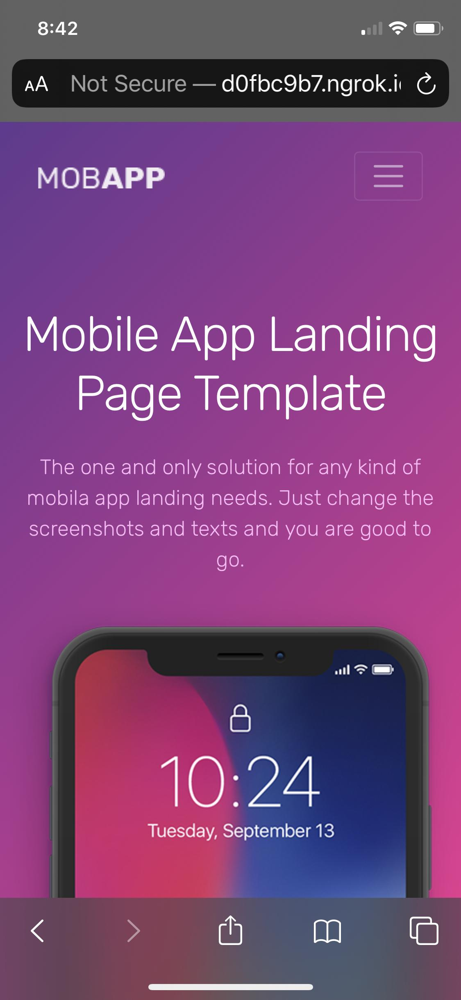 8:42
AA Not Secure — d0fbc9b7.ngrok.i
MOBAPP
Mobile App Landing
Page Template
The one and only solution for any kind of
mobila app landing needs. Just change the
screenshots and texts and you are good to
go.
10:24
Tuesday, September 13